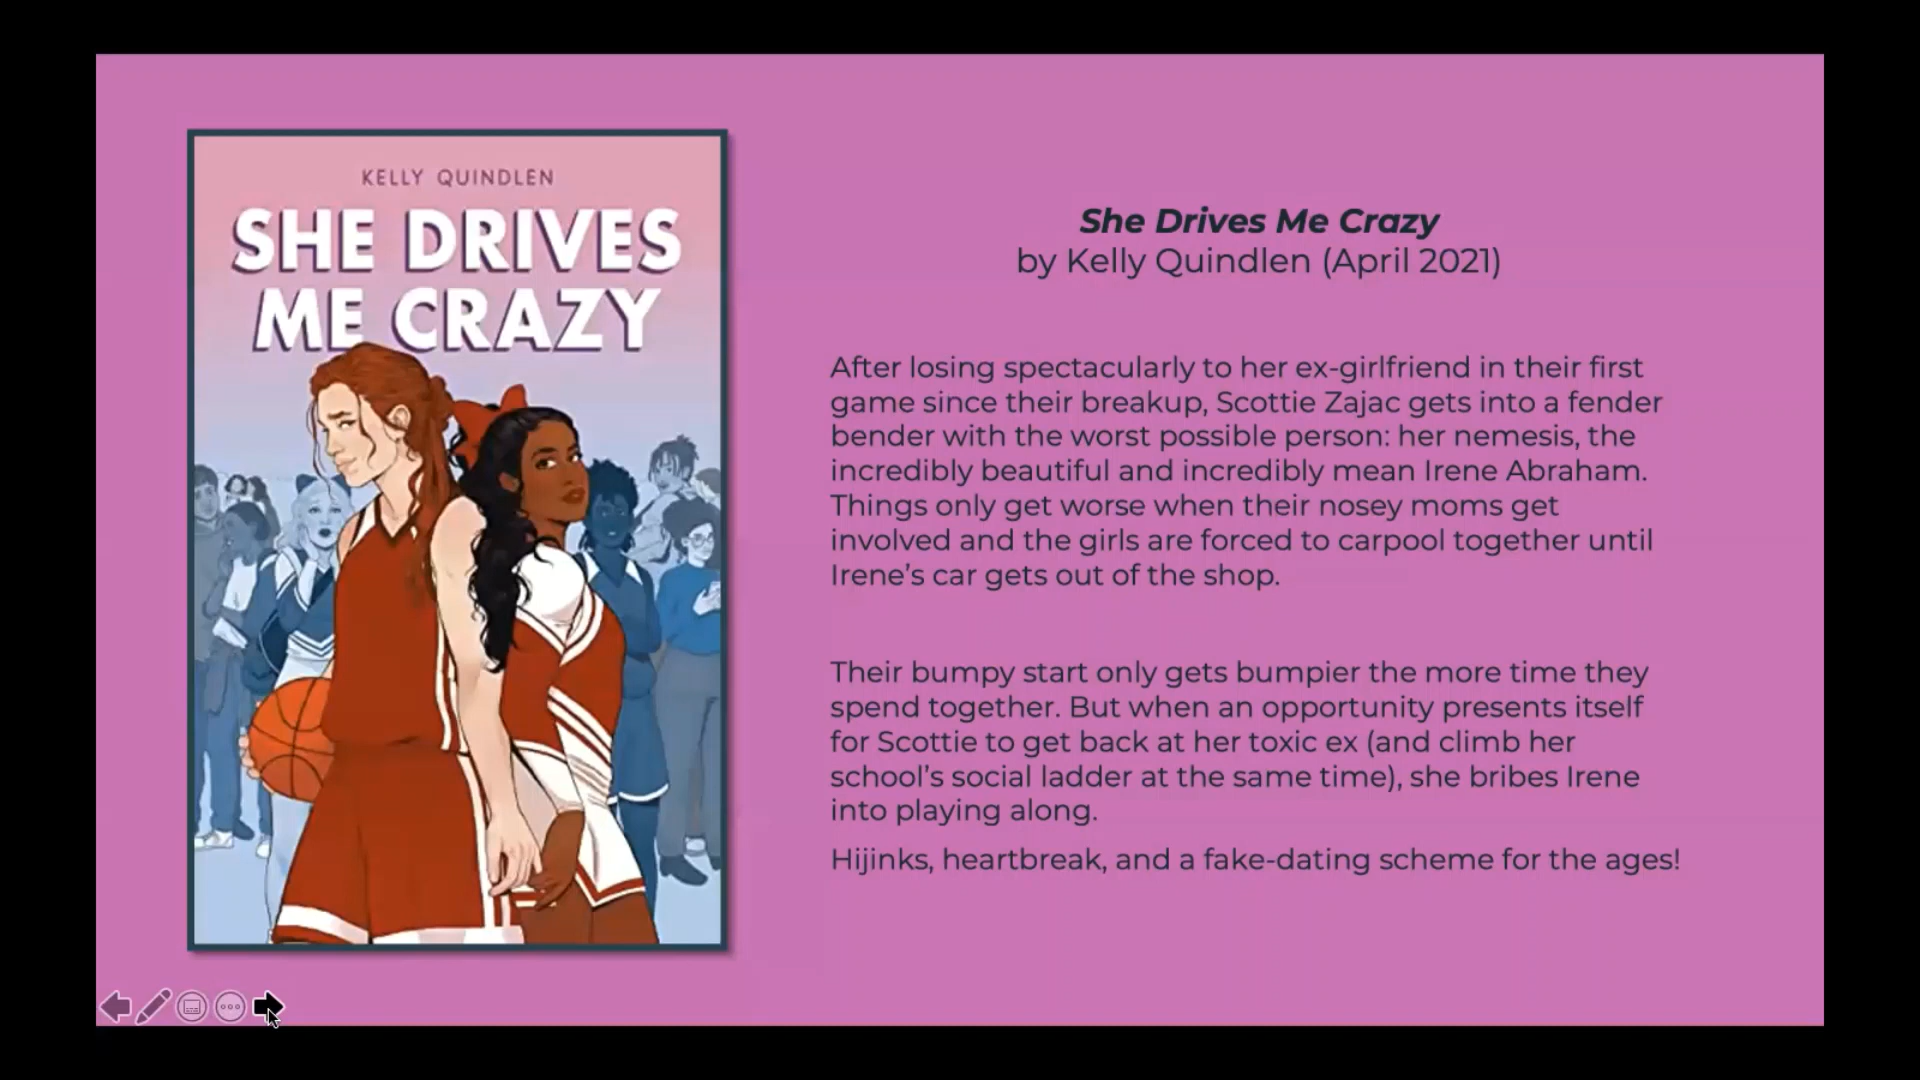 KELLY QUINDLEN
SHE DRIVES
ME CRAZY
She Drives Me Crazy
by Kelly Quindlen (April 2021)
After losing spectacularly to her ex-girlfriend in their first
game since their breakup, Scottie Zajac gets into a fender
bender with the worst possible person: her nemesis, the
incredibly beautiful and incredibly mean Irene Abraham.
Things only get worse when their nosey moms get
involved and the girls are forced to carpool together until
Irene’s car gets out of the shop.
Their bumpy start only gets bumpier the more time they
spend together. But when an opportunity presents itself
for Scottie to get back at her toxic ex (and climb her
school’s social ladder at the same time), she bribes Irene
into playing along.
Hijinks, heartbreak, and a fake-dating scheme for the ages!